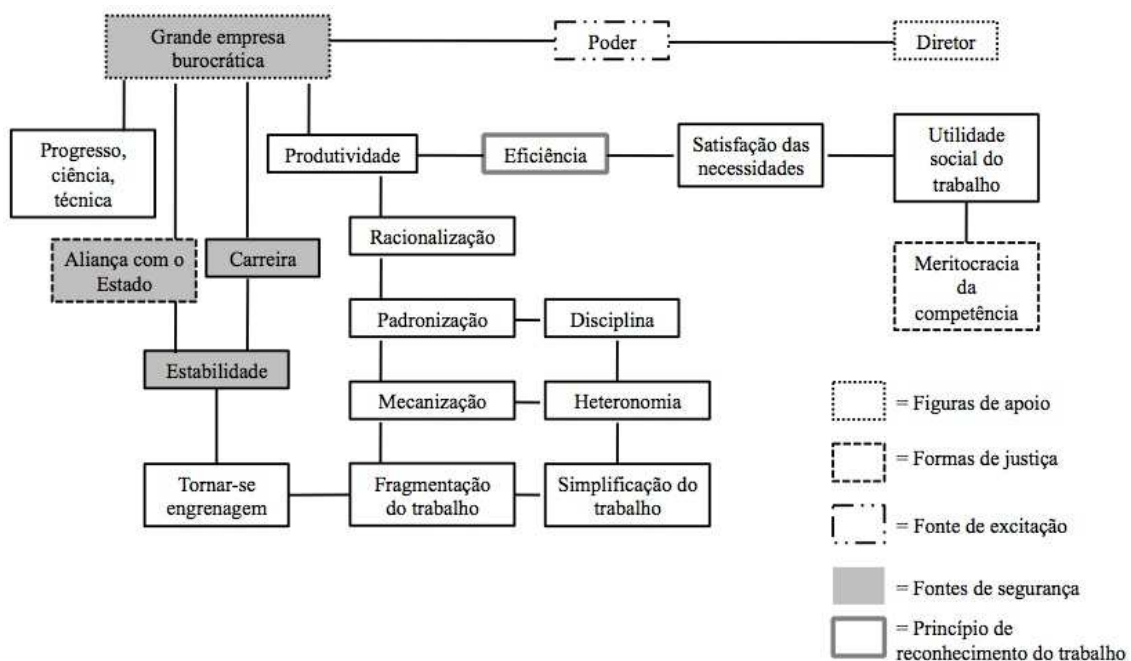 Grande empresa
burocrática
Poder
Diretor
Progresso,
ciência,
técnica
Produtividade
Eficiência
Satisfação das
necessidades
Utilidade
social do
trabalho
Racionalização
Aliança com o
Estado
Carreira
Meritocracia
da
competência
Padronização
Disciplina
Estabilidade
Mecanização
Heteronomia
Tornar-se
engrenagem
Fragmentação
do trabalho
Simplificação do
trabalho
= Figuras de apoio
= Formas de justiça
= Fonte de excitação
= Fontes de segurança
= Princípio de
reconhecimento do trabalho